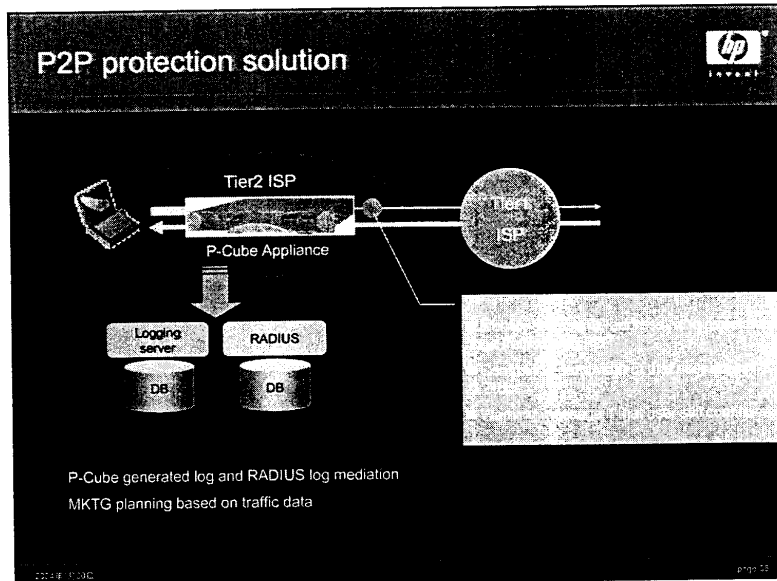 P2P protection solution
hp
invent
Tier2 ISP
Tier1
ISP
P-Cube Appliance
Logging
server
RADIUS
DB
DB
P-Cube generated log and RADIUS log mediation
MKTG planning based on traffic data